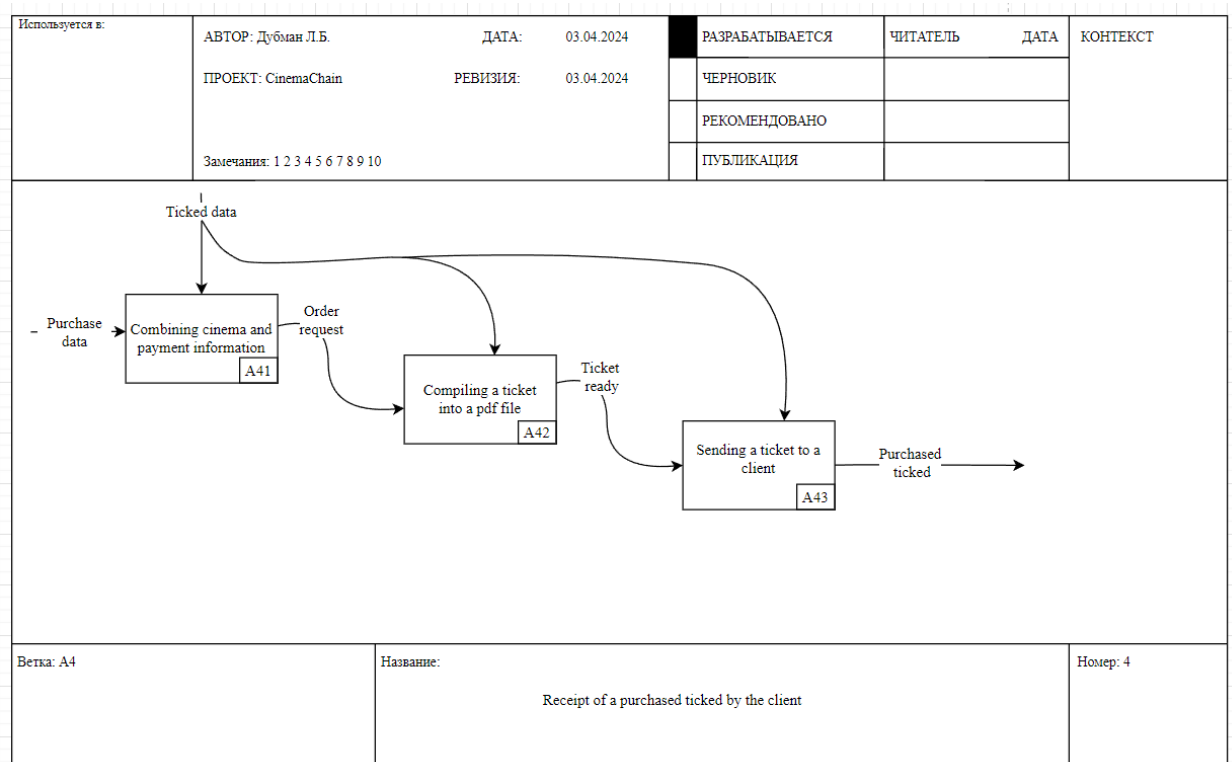 Используется в:
АВТОР: Дубман Л.Б. ДАТА: 03.04.2024
ПРОЕКТ: CinemaChain РЕВИЗИЯ: 03.04.2024
Замечания: 1 2 3 4 5 6 7 8 9 10
РАЗРАБАТЫВАЕТСЯ
ЧЕРНОВИК
РЕКОМЕНДОВАНО
ПУБЛИКАЦИЯ
ЧИТАТЕЛЬ ДАТА
КОНТЕКСТ
Ticked data
Purchase
data
Combining cinema and
payment information
A41
Order
request
Compiling a ticket
into a pdf file
A42
Ticket
ready
Sending a ticket to a
client
A43
Purchased
ticked
Ветка: А4
Название:
Receipt of a purchased ticked by the client
Номер: 4